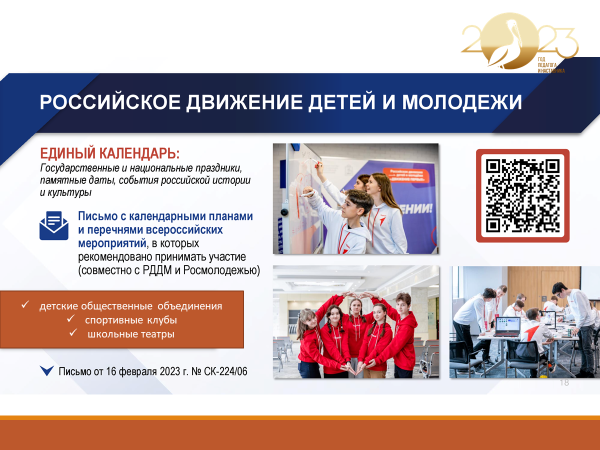 2023
ГОД
ПЕДАГОГА
И НАСТАВНИКА
РОССИЙСКОЕ ДВИЖЕНИЕ ДЕТЕЙ И МОЛОДЕЖИ
ЕДИНЫЙ КАЛЕНДАРЬ:
Государственные и национальные праздники,
памятные даты, события российской истории
и культуры
Письмо с календарными планами
и перечнями всероссийских
мероприятий, в которых
рекомендовано принимать участие
(совместно с РДДМ и Росмолодежью)
✓ детские общественные объединения
✓ спортивные клубы
✓ школьные театры
Письмо от 16 февраля 2023 г. № СК-224/06
18